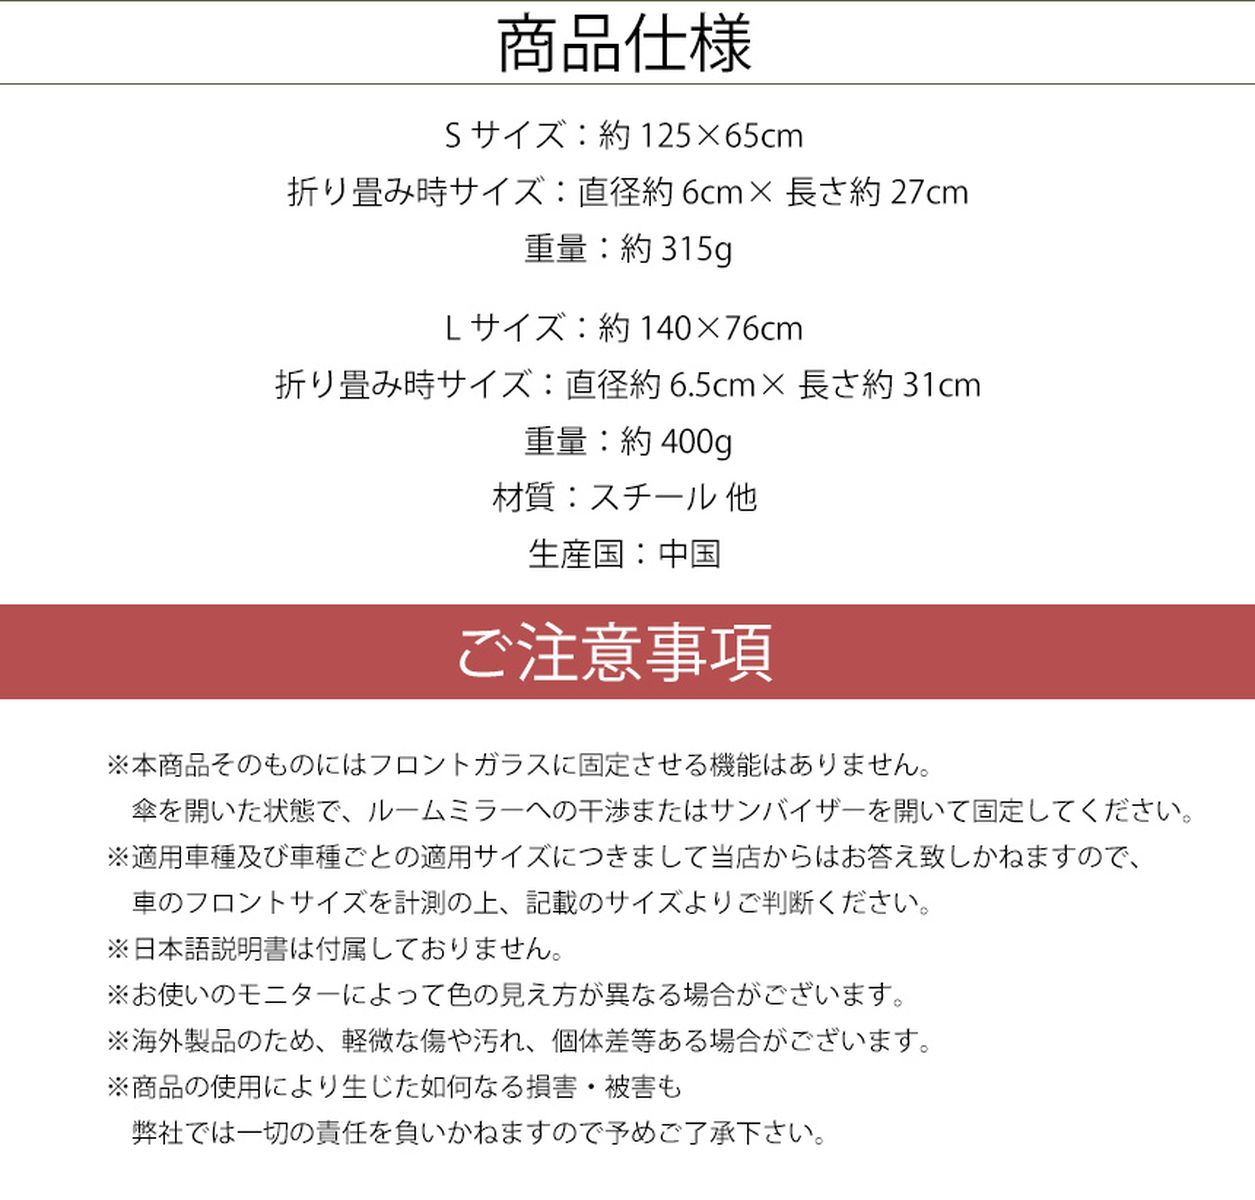 商品仕様
S サイズ：約 125×65cm
折り畳み時サイズ：直径約 6cm× 長さ約 27cm
重量：約 315g
L サイズ：約 140×76cm
折り畳み時サイズ：直径約 6.5cm× 長さ約 31cm
重量：約 400g
材質：スチール 他
生産国：中国
ご注意事項
※本商品そのものにはフロントガラスに固定させる機能はありません。
傘を開いた状態で、ルームミラーへの干渉またはサンバイザーを開いて固定してください。
※適用車種及び車種ごとの適用サイズにつきまして当店からはお答え致しかねますので、
車のフロントサイズを計測の上、記載のサイズよりご判断ください。
※日本語説明書は付属しておりません。
※お使いのモニターによって色の見え方が異なる場合がございます。
※海外製品のため、軽微な傷や汚れ、個体差等ある場合がございます。
※商品の使用により生じた如何なる損害・被害も
弊社では一切の責任を負いかねますので予めご了承下さい。